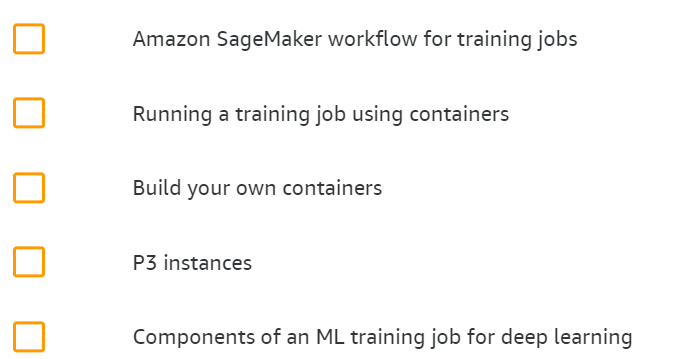 Amazon SageMaker workflow for training jobs
Running a training job using containers
Build your own containers
P3 instances
Components of an ML training job for deep learning